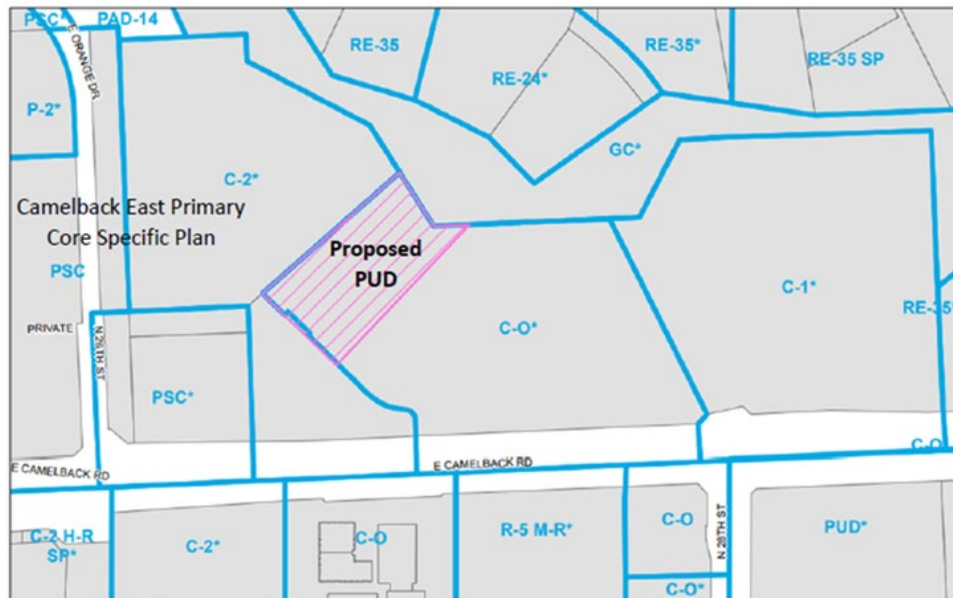 PSC*
PAD-14
E ORANGE DR
RE-35
RE-35*
RE-35 SP
RE-24*
P-2*
GC*
C-2*
Camelback East Primary
Core Specific Plan
Proposed
PUD
PSC
C-1*
RE-35*
PRIVATE
N 26TH ST
C-O*
PSC*
C-O
E CAMELBACK RD
E CAMELBACK RD
C-2 H-R
SP*
C-2*
C-O
R-5 M-R*
C-O
N 28TH ST
PUD*
C-O*